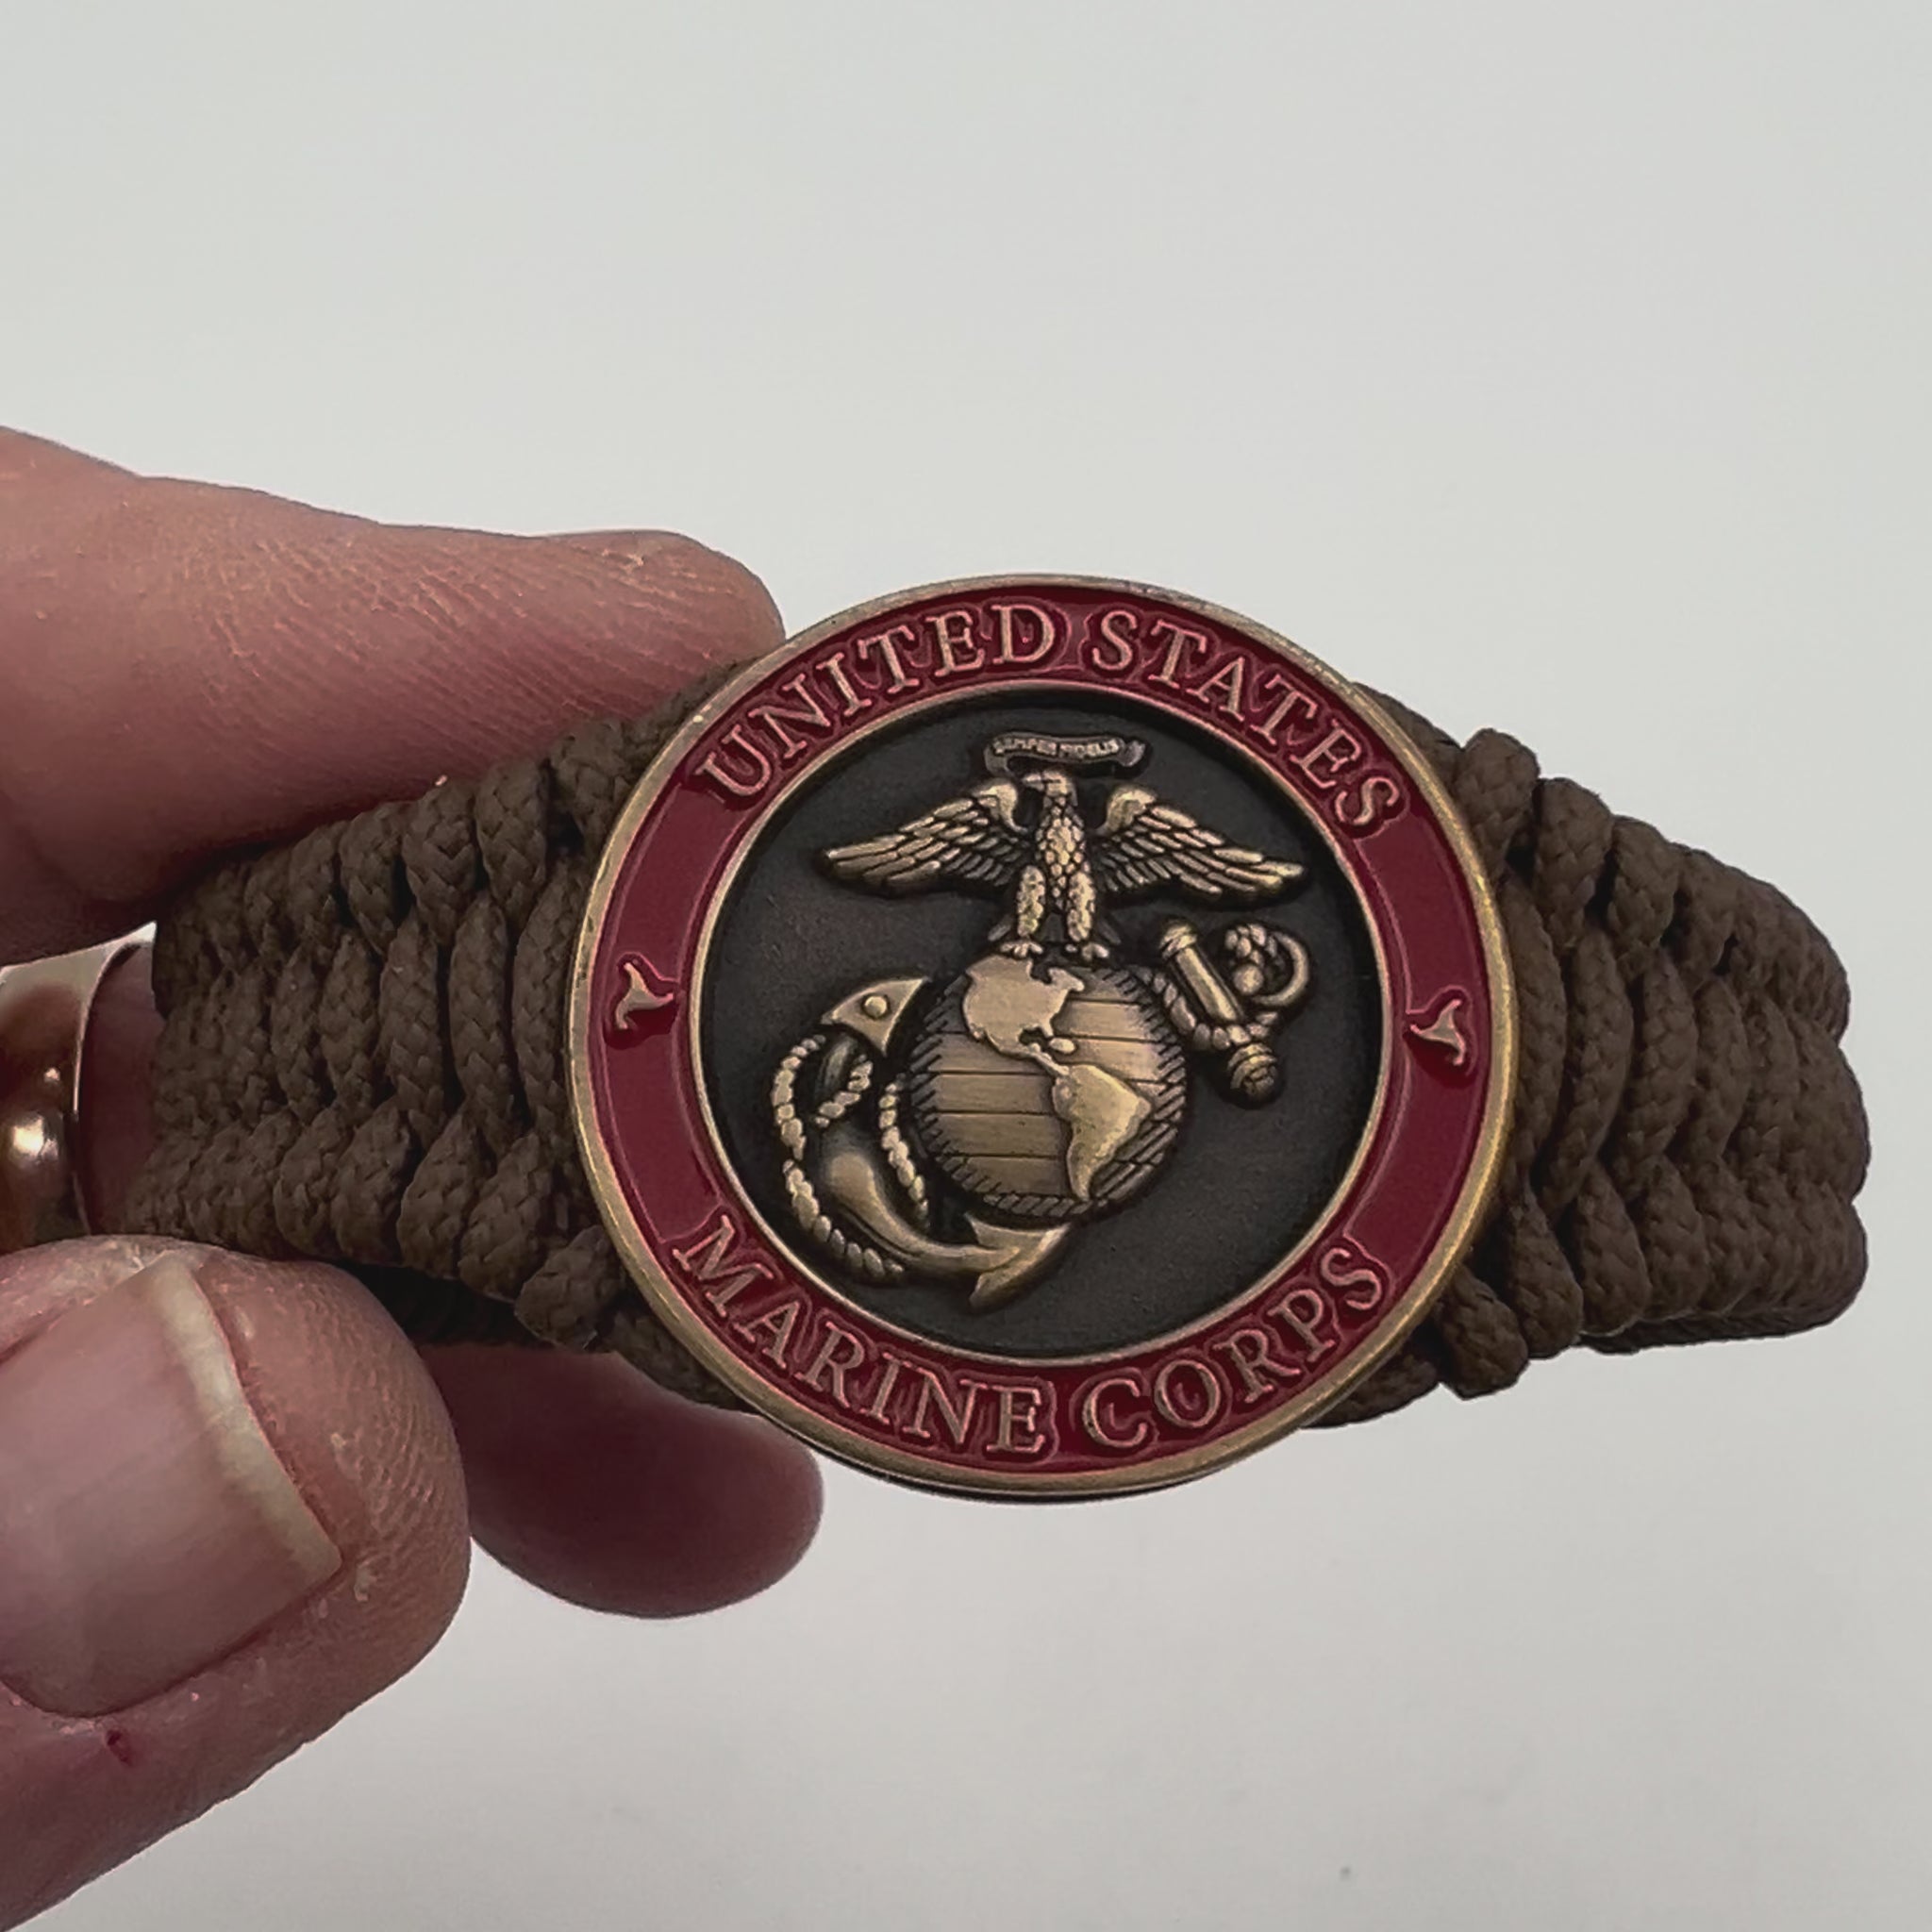 UNITED STATES
SEMPER FIDELIS
MARINE CORPS